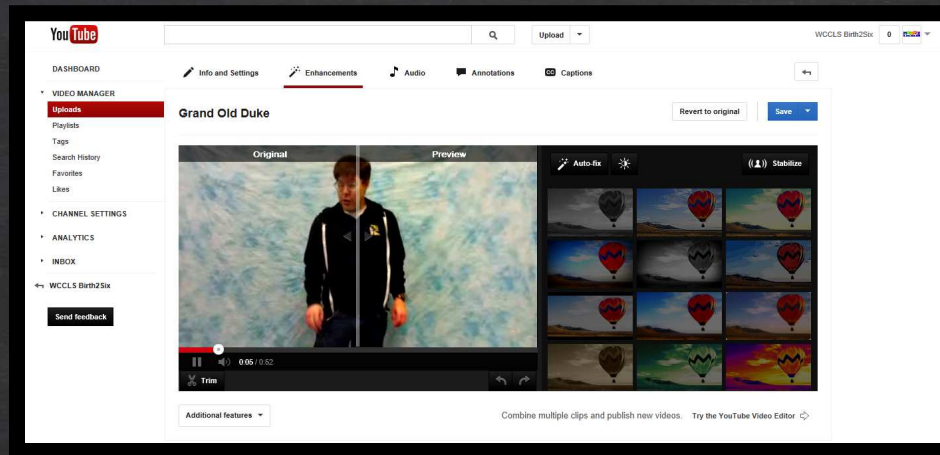 YouTube
Upload
WCCLS Birth2Six 0
DASHBOARD
VIDEO MANAGER
Uploads
Playlists
Tags
Search History
Favorites
Likes
CHANNEL SETTINGS
ANALYTICS
INBOX
WCCLS Birth2Six
Send feedback
Info and Settings Enhancements Audio Annotations CC Captions
Grand Old Duke
Revert to original Save
Original Preview
Auto-fix Stabilize
0:05 / 0:52
Trim
Additional features
Combine multiple clips and publish new videos. Try the YouTube Video Editor